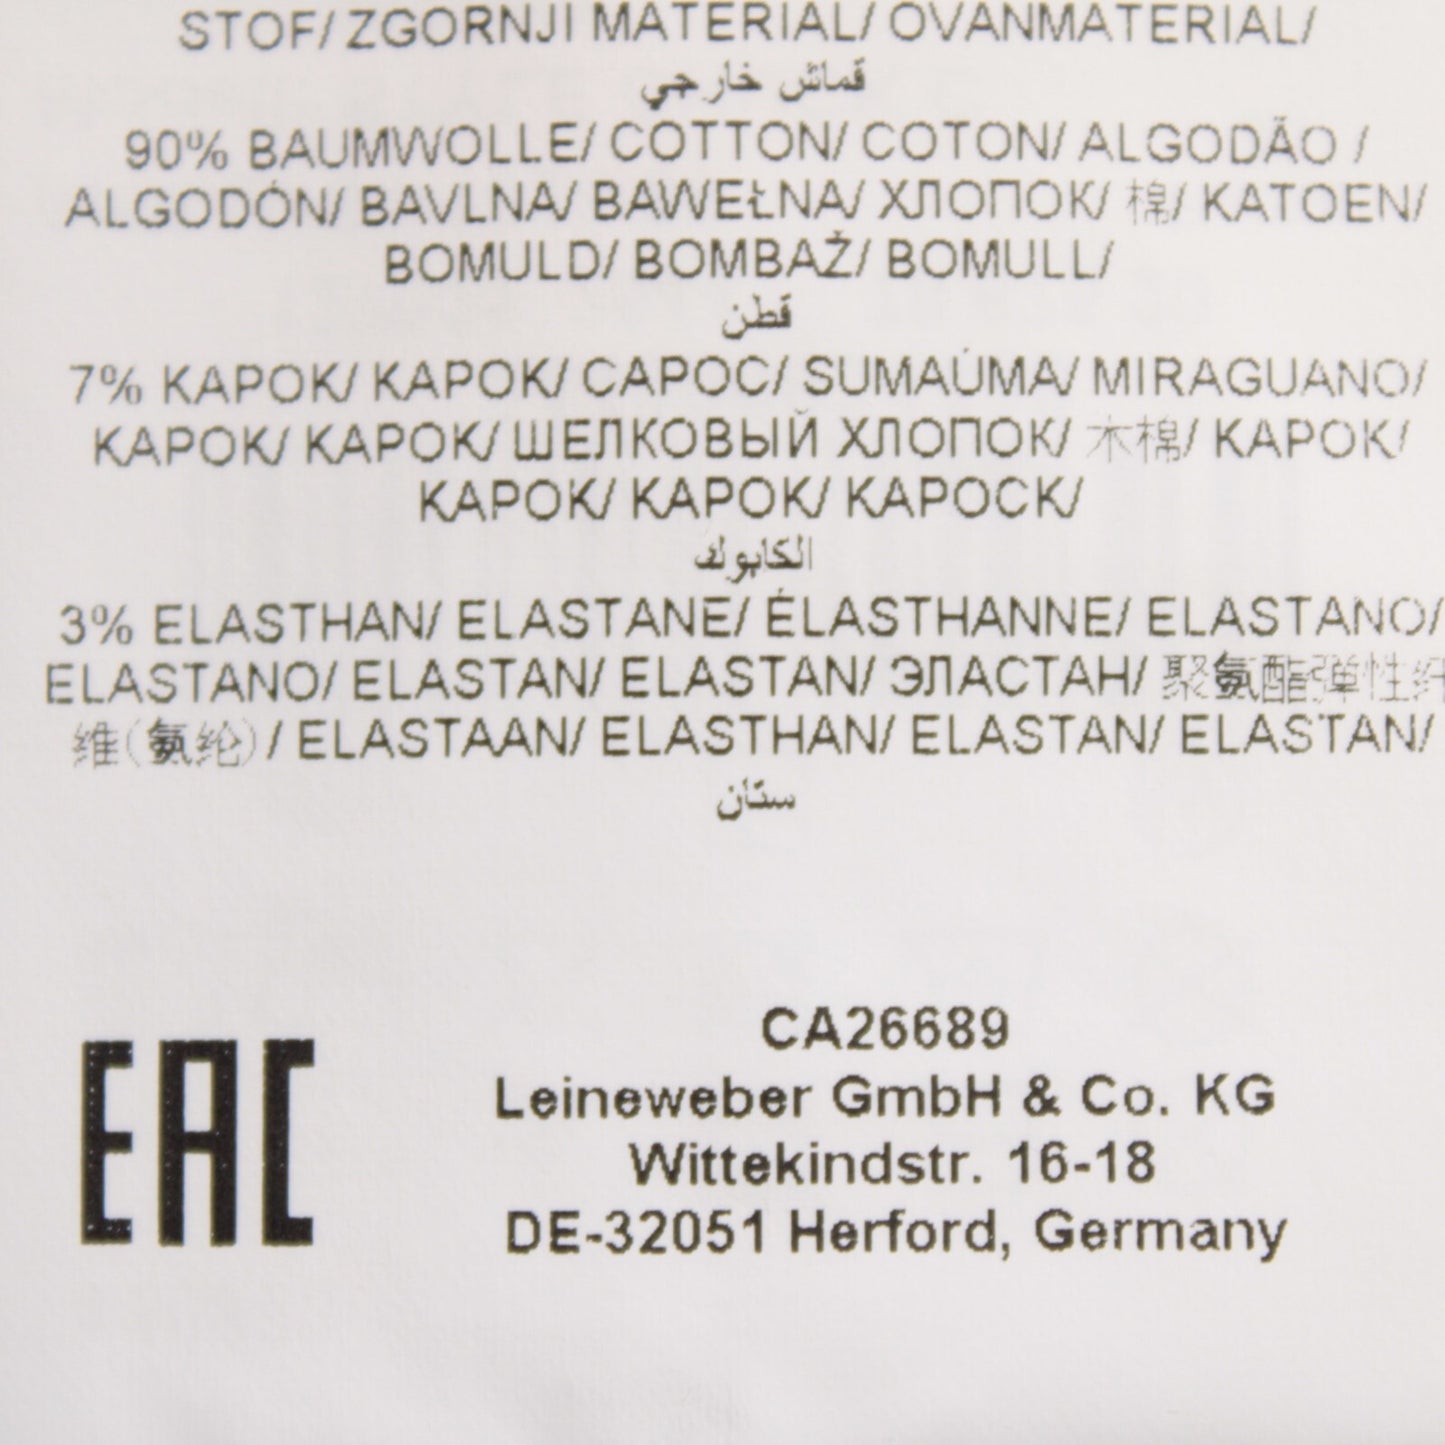 STOF/ ZGORNJI MATERIAL/ OVANMATERIAL/
قماش خارجي
90% BAUMWOLLE/ COTTON/ COTON/ ALGODÃO /
ALGODÓN/ BAVLNA/ BAWEŁNA/ ХЛОПОК/ 棉/ KATOEN/
BOMULD/ BOMBAŽ/ BOMULL/
قطن
7% KAPOK/ KAPOK/ CAPOC/ SUMAÚMA/ MIRAGUANO/
KAPOK/ KAPOK/ ШЕЛКОВЫЙ ХЛОПОК/ 木棉/ KAPOK/
KAPOK/ KAPOK/ KAPOCK/
الكابوك
3% ELASTHAN/ ELASTANE/ ÉLASTHANNE/ ELASTANO/
ELASTANO/ ELASTAN/ ELASTAN/ ЭЛАСТАН/ 聚氨酯弹性纤
维(氨纶) / ELASTAAN/ ELASTHAN/ ELASTAN/ ELASTAN/
ستان
EAC
CA26689
Leineweber GmbH & Co. KG
Wittekindstr. 16-18
DE-32051 Herford, Germany